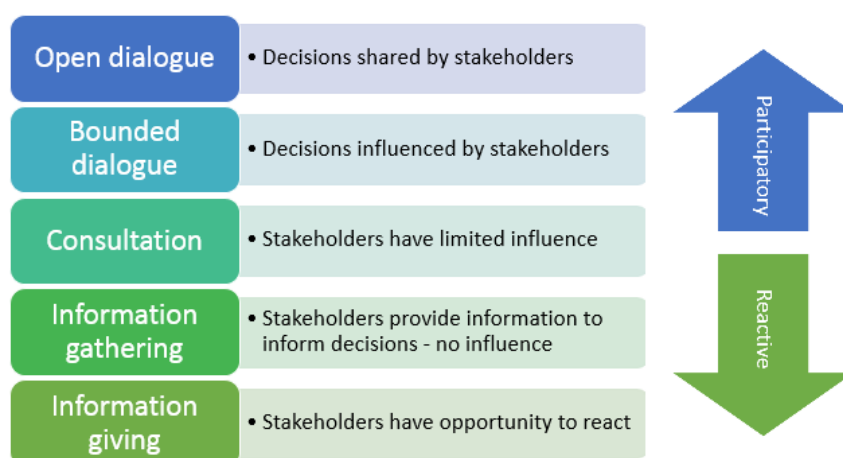 Open dialogue
• Decisions shared by stakeholders
Bounded
dialogue
• Decisions influenced by stakeholders
Consultation
• Stakeholders have limited influence
Information
gathering
• Stakeholders provide information to
inform decisions - no influence
Information
giving
• Stakeholders have opportunity to react
Participatory
Reactive